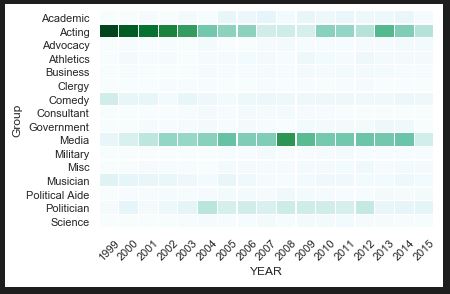 Academic
Acting
Advocacy
Athletics
Business
Clergy
Comedy
Consultant
Government
Media
Military
Misc
Musician
Political Aide
Politician
Science
Group
1999 2000 2001 2002 2003 2004 2005 2006 2007 2008 2009 2010 2011 2012 2013 2014 2015
YEAR